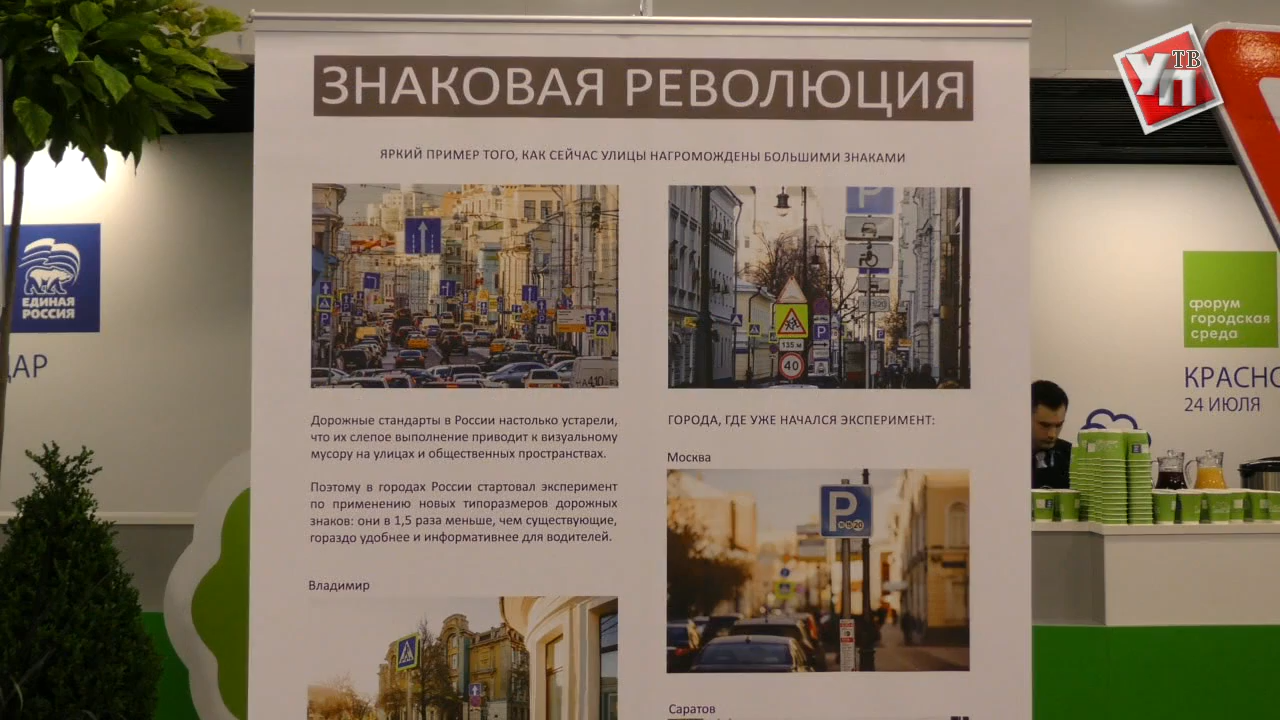 ЗНАКОВАЯ РЕВОЛЮЦИЯ
ЯРКИЙ ПРИМЕР ТОГО, КАК СЕЙЧАС УЛИЦЫ НАГРОМОЖДЕНЫ БОЛЬШИМИ ЗНАКАМИ
Дорожные стандарты в России настолько устарели,
что их слепое выполнение приводит к визуальному
мусору на улицах и общественных пространствах.
Поэтому в городах России стартовал эксперимент
по применению новых типоразмеров дорожных
знаков: они в 1,5 раза меньше, чем существующие,
гораздо удобнее и информативнее для водителей.
Владимир
P
135 м
40
P
ГОРОДА, ГДЕ УЖЕ НАЧАЛСЯ ЭКСПЕРИМЕНТ:
Москва
P
Саратов
ЕДИНАЯ
РОССИЯ
ДАР
УП
ТВ
форум
городская
среда
КРАСНО
24 ИЮЛЯ